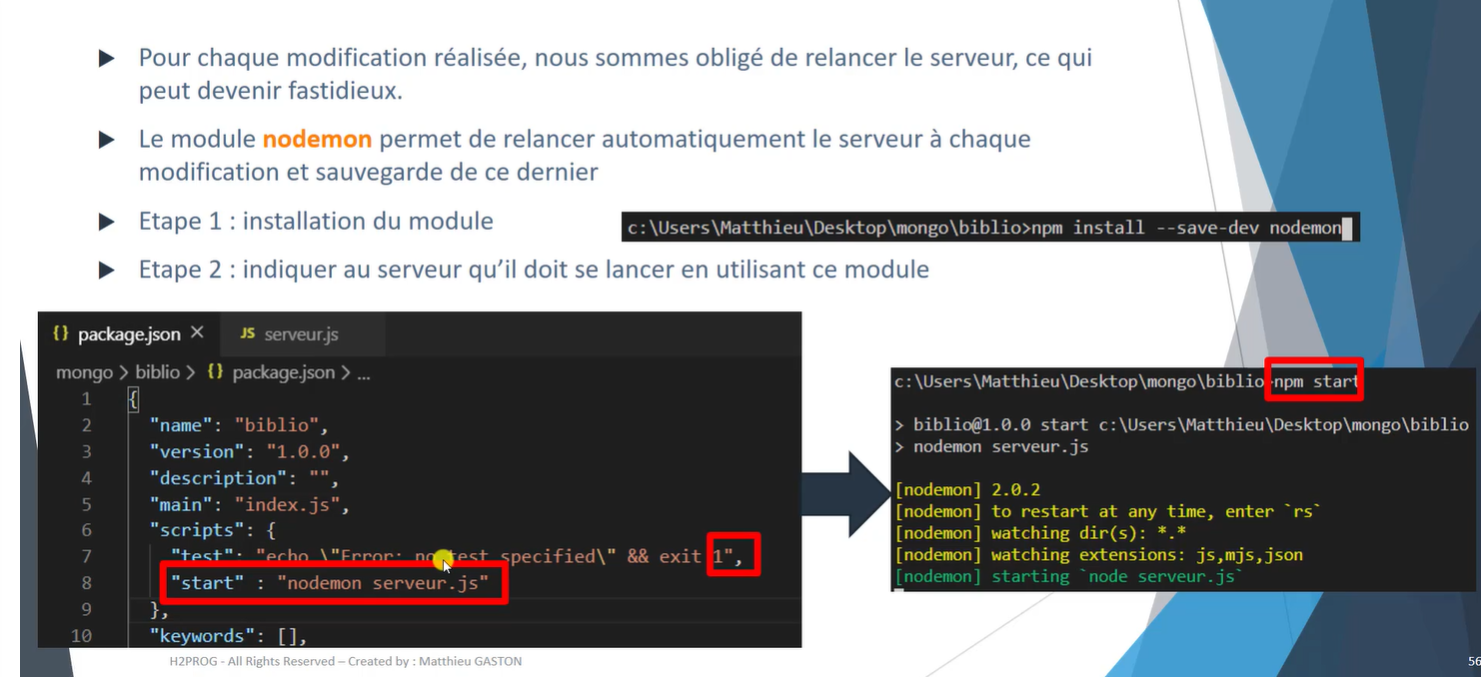 Pour chaque modification réalisée, nous sommes obligé de relancer le serveur, ce qui
peut devenir fastidieux.
Le module nodemon permet de relancer automatiquement le serveur à chaque
modification et sauvegarde de ce dernier
Etape 1 : installation du module
c:\Users\Matthieu\Desktop\mongo\biblio>npm install --save-dev nodemon
Etape 2 : indiquer au serveur qu'il doit se lancer en utilisant ce module
{} package.json × JS serveur.js
mongo > biblio > {} package.json > ...
1 {
2 "name": "biblio",
3 "version": "1.0.0",
4 "description": "",
5 "main": "index.js",
6 "scripts": {
7 "test": "echo \"Error: no test specified\" && exit 1",
8 "start" : "nodemon serveur.js"
9 },
10 "keywords": [],
c:\Users\Matthieu\Desktop\mongo\biblio>npm start
> biblio@1.0.0 start c:\Users\Matthieu\Desktop\mongo\biblio
> nodemon serveur.js
[nodemon] 2.0.2
[nodemon] to restart at any time, enter `rs`
[nodemon] watching dir(s): *.*
[nodemon] watching extensions: js,mjs,json
[nodemon] starting `node serveur.js`
H2PROG - All Rights Reserved – Created by : Matthieu GASTON
56